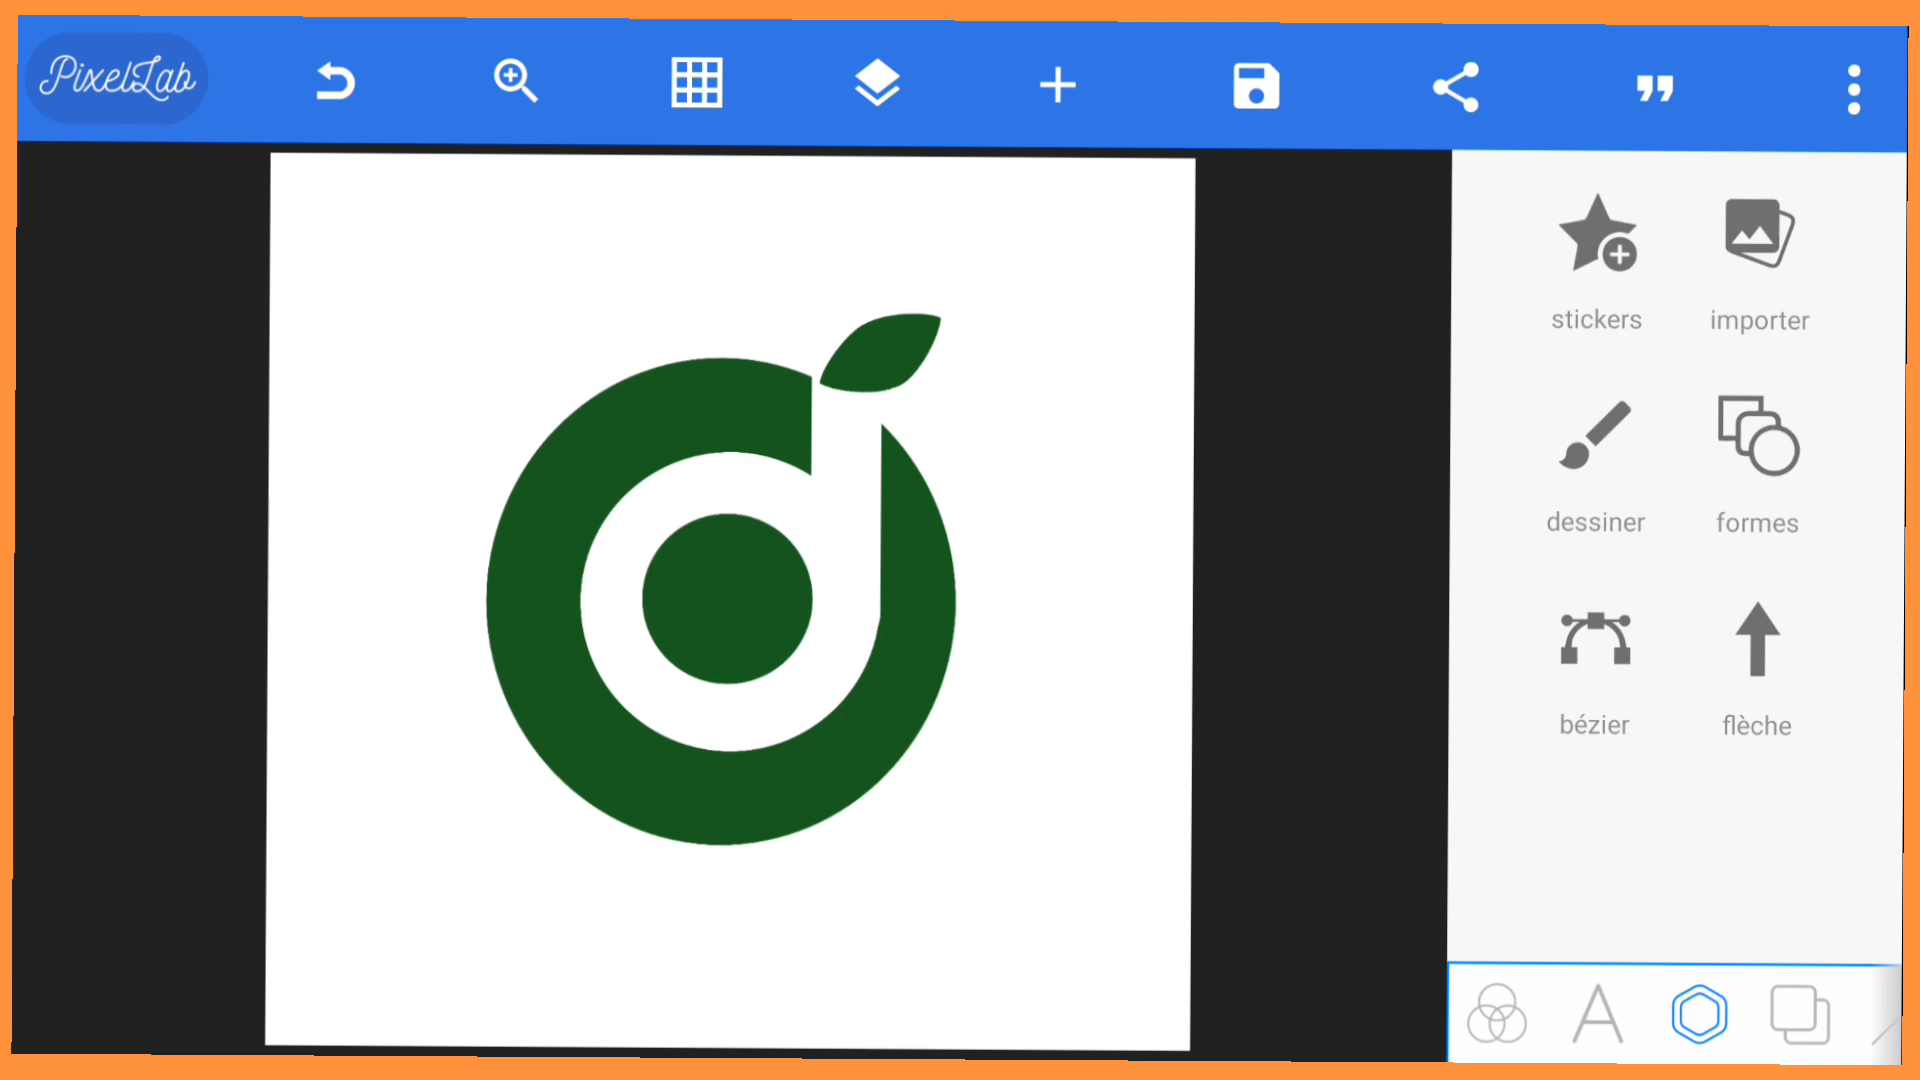 PixelLab
stickers
importer
dessiner
formes
bézier
flèche